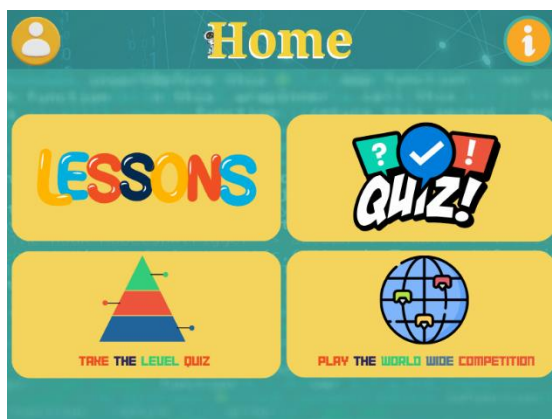 Home
i
LESSONS
? !
QUIZ!
TAKE THE LEVEL QUIZ
PLAY THE WORLD WIDE COMPETITION